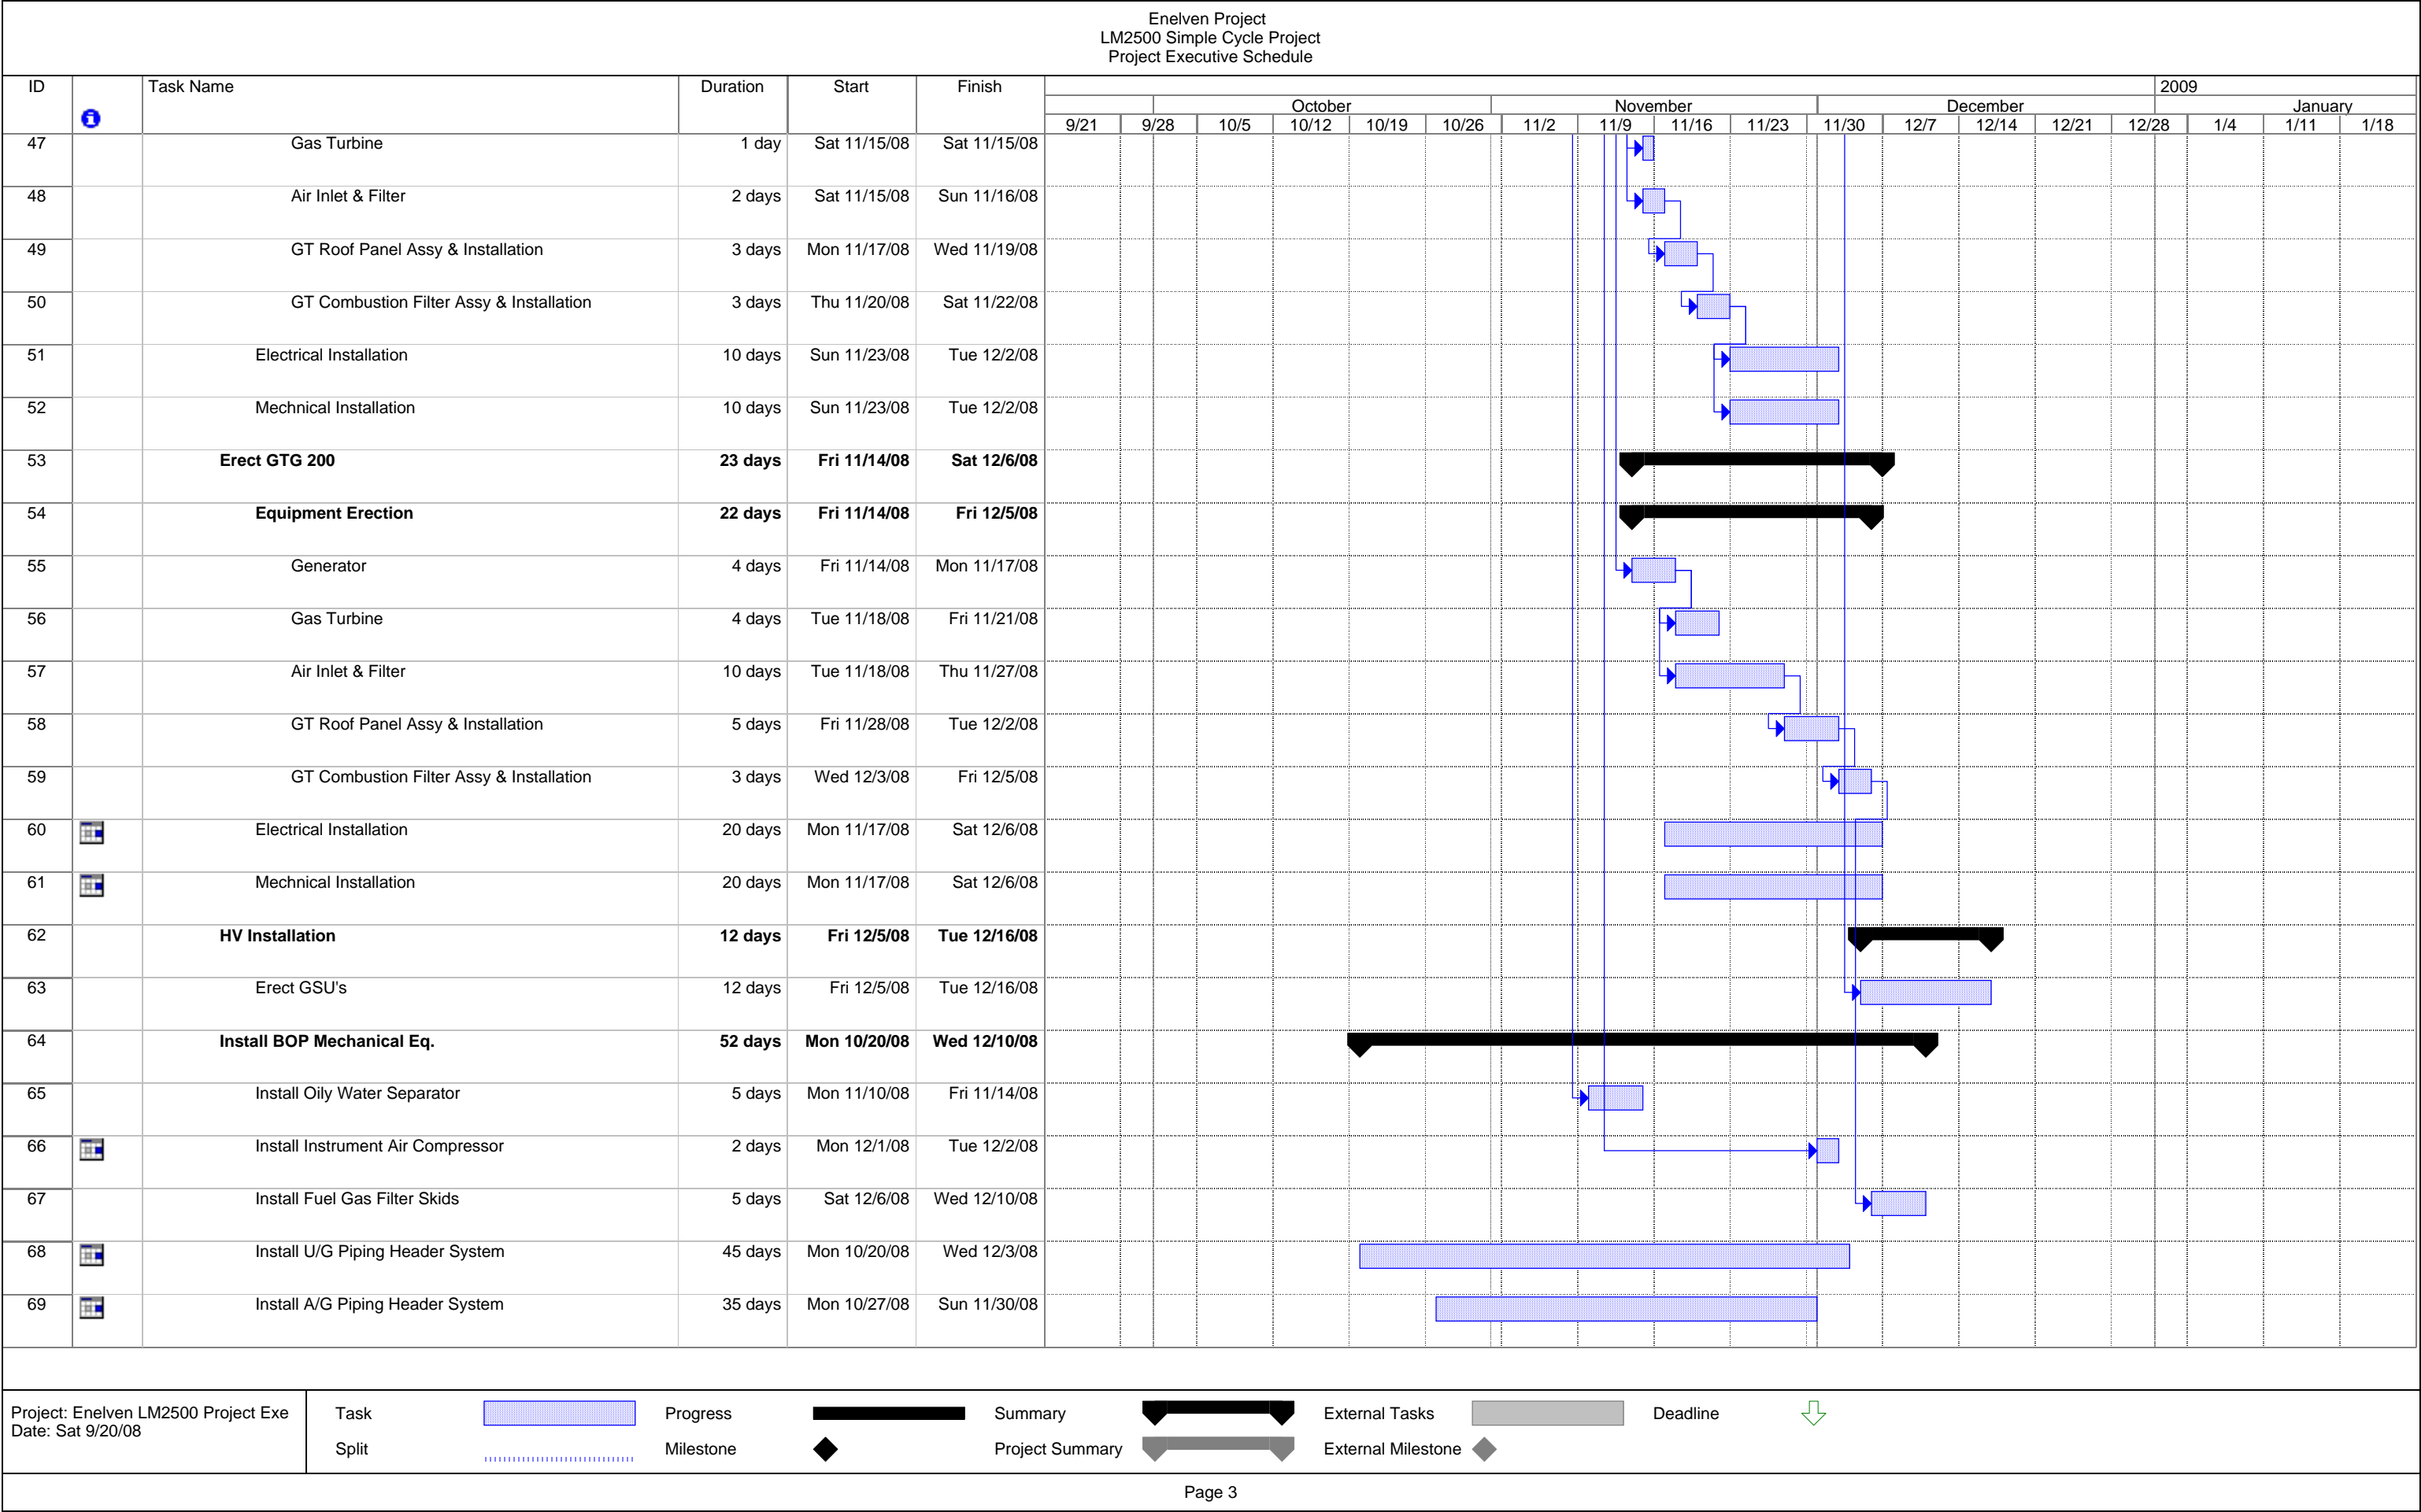 Enelven Project
LM2500 Simple Cycle Project
Project Executive Schedule
ID Task Name Duration Start Finish 2009
October November December January
9/21 9/28 10/5 10/12 10/19 10/26 11/2 11/9 11/16 11/23 11/30 12/7 12/14 12/21 12/28 1/4 1/11 1/18
47 Gas Turbine 1 day Sat 11/15/08 Sat 11/15/08
48 Air Inlet & Filter 2 days Sat 11/15/08 Sun 11/16/08
49 GT Roof Panel Assy & Installation 3 days Mon 11/17/08 Wed 11/19/08
50 GT Combustion Filter Assy & Installation 3 days Thu 11/20/08 Sat 11/22/08
51 Electrical Installation 10 days Sun 11/23/08 Tue 12/2/08
52 Mechnical Installation 10 days Sun 11/23/08 Tue 12/2/08
53 Erect GTG 200 23 days Fri 11/14/08 Sat 12/6/08
54 Equipment Erection 22 days Fri 11/14/08 Fri 12/5/08
55 Generator 4 days Fri 11/14/08 Mon 11/17/08
56 Gas Turbine 4 days Tue 11/18/08 Fri 11/21/08
57 Air Inlet & Filter 10 days Tue 11/18/08 Thu 11/27/08
58 GT Roof Panel Assy & Installation 5 days Fri 11/28/08 Tue 12/2/08
59 GT Combustion Filter Assy & Installation 3 days Wed 12/3/08 Fri 12/5/08
60 Electrical Installation 20 days Mon 11/17/08 Sat 12/6/08
61 Mechnical Installation 20 days Mon 11/17/08 Sat 12/6/08
62 HV Installation 12 days Fri 12/5/08 Tue 12/16/08
63 Erect GSU's 12 days Fri 12/5/08 Tue 12/16/08
64 Install BOP Mechanical Eq. 52 days Mon 10/20/08 Wed 12/10/08
65 Install Oily Water Separator 5 days Mon 11/10/08 Fri 11/14/08
66 Install Instrument Air Compressor 2 days Mon 12/1/08 Tue 12/2/08
67 Install Fuel Gas Filter Skids 5 days Sat 12/6/08 Wed 12/10/08
68 Install U/G Piping Header System 45 days Mon 10/20/08 Wed 12/3/08
69 Install A/G Piping Header System 35 days Mon 10/27/08 Sun 11/30/08
Project: Enelven LM2500 Project Exe
Date: Sat 9/20/08
Task Progress Summary External Tasks Deadline
Split Milestone Project Summary External Milestone
Page 3